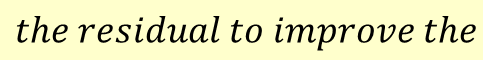 the residual to improve the